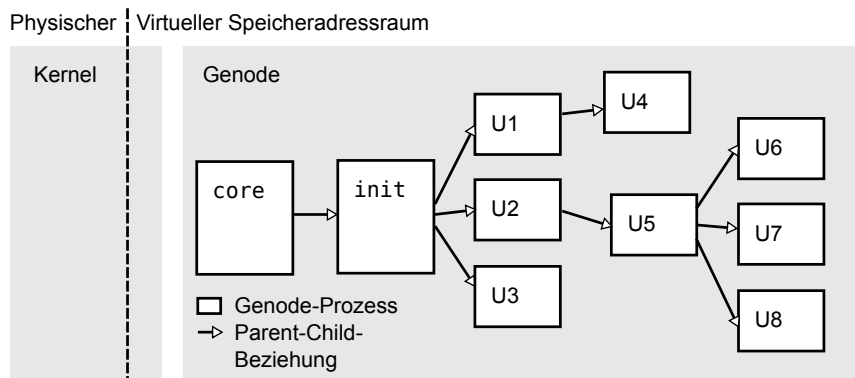 Physischer Virtueller Speicheradressraum
Kernel
Genode
core
init
U1
U2
U3
U4
U5
U6
U7
U8
Genode-Prozess
Parent-Child-
Beziehung